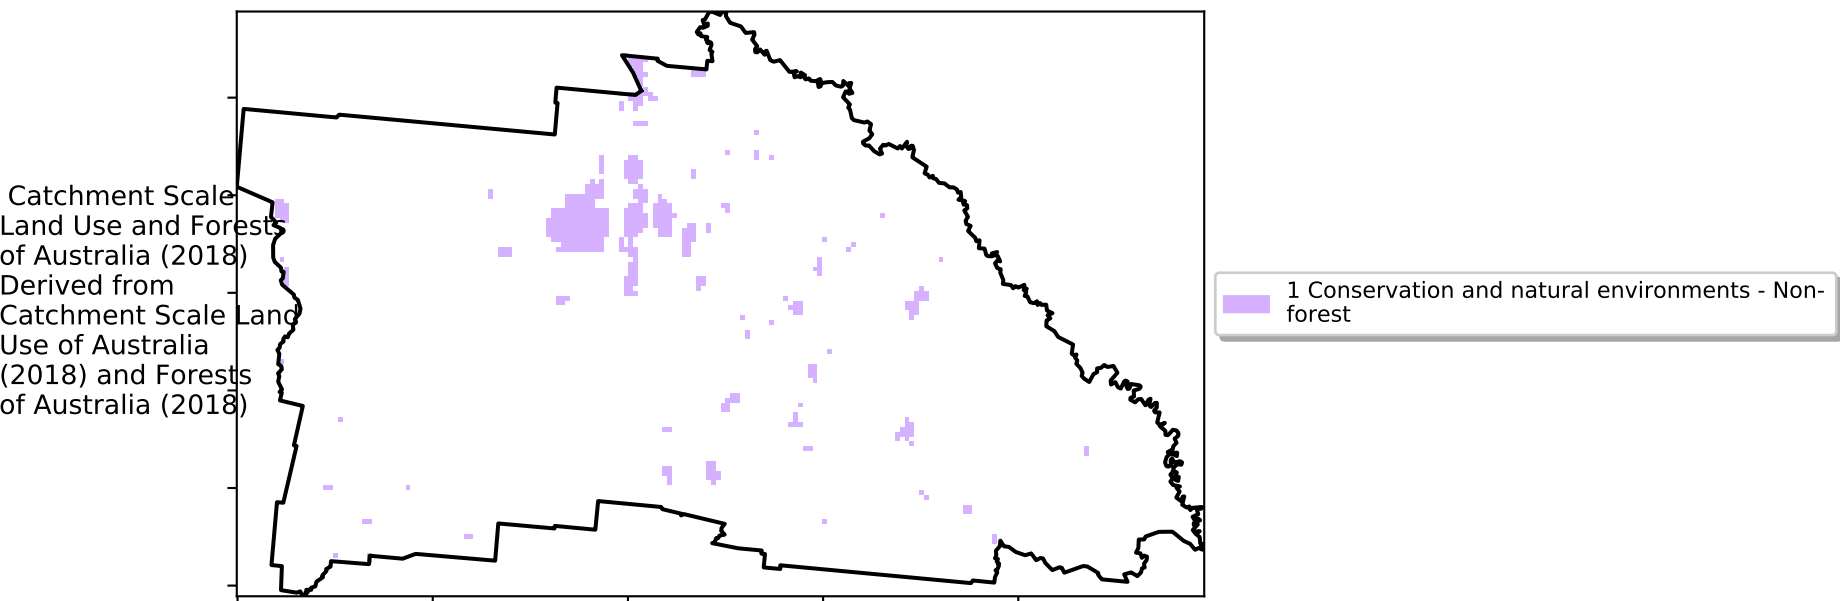 Catchment Scale
Land Use and Forests
of Australia (2018)
Derived from
Catchment Scale Land
Use of Australia
(2018) and Forests
of Australia (2018)
1 Conservation and natural environments - Non-
forest